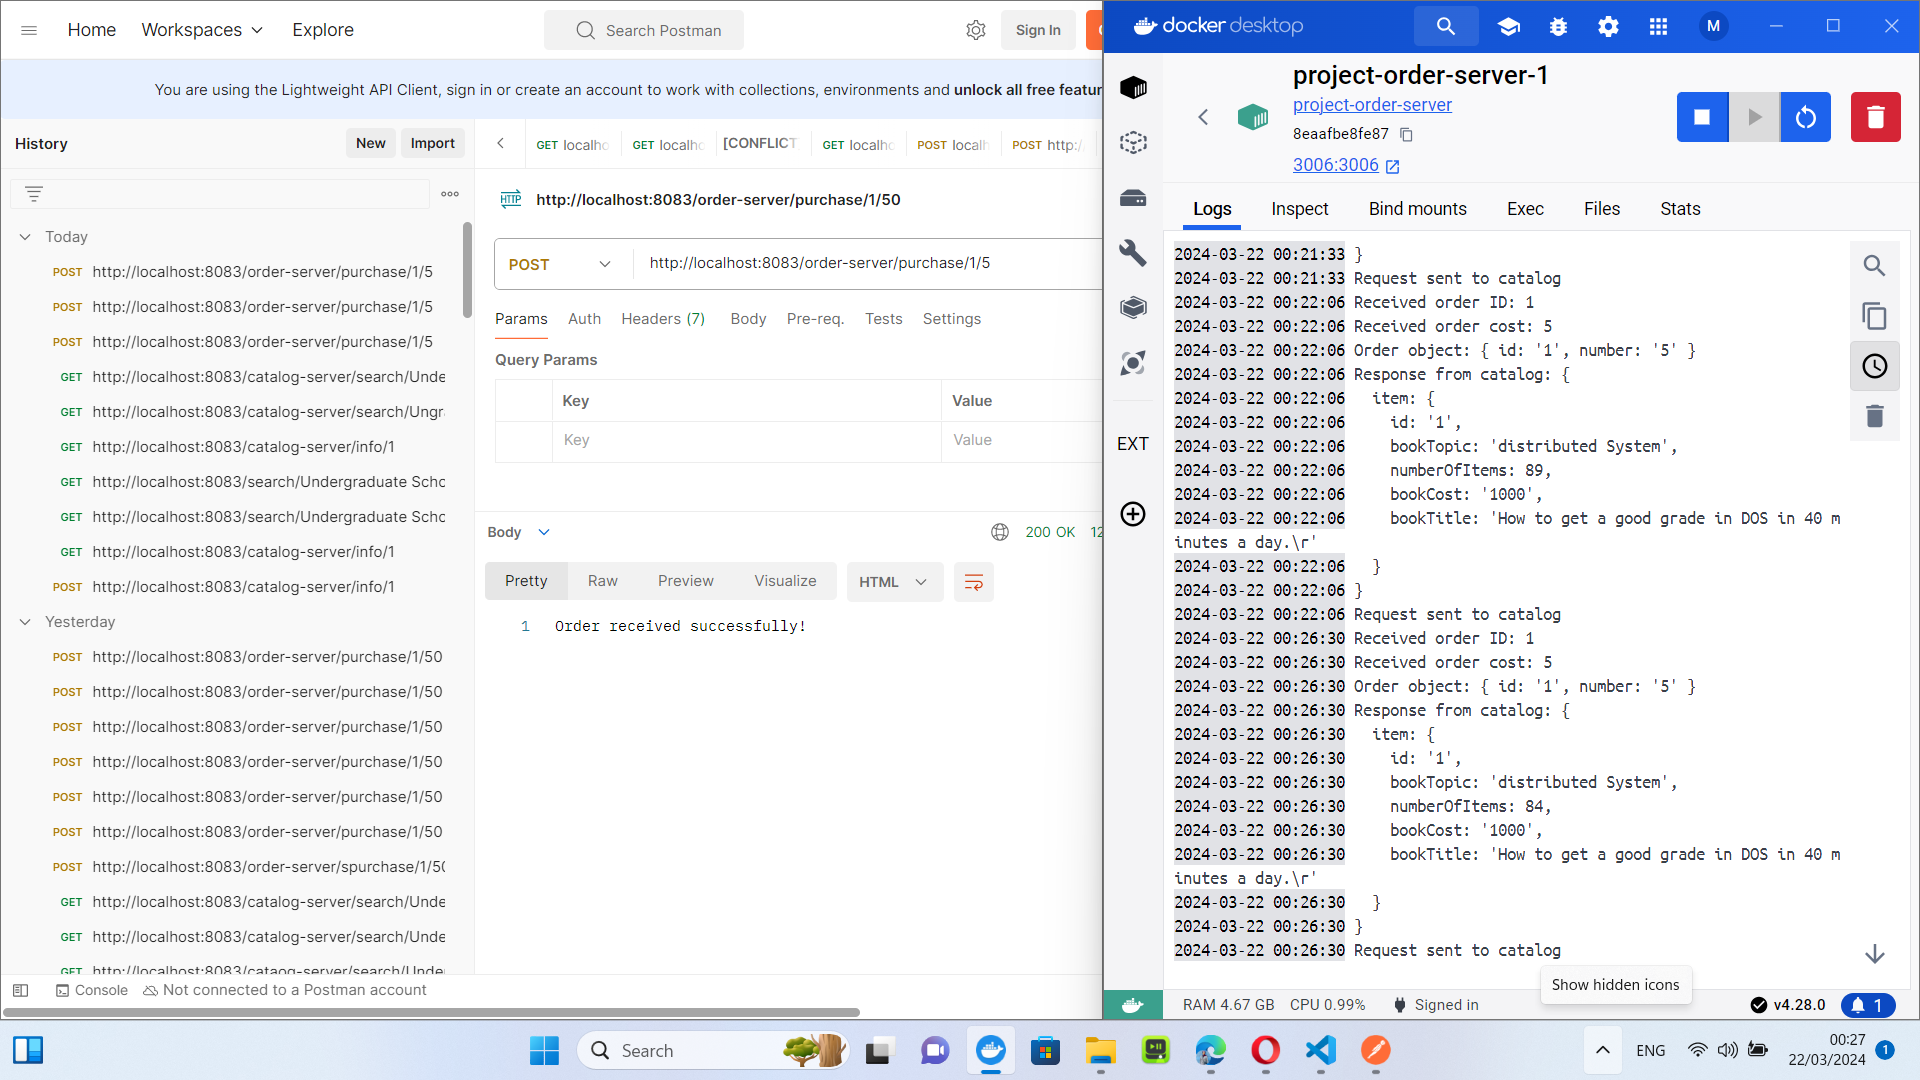 Home
Workspaces
Explore
Search Postman
Sign In
You are using the Lightweight API Client, sign in or create an account to work with collections, environments and unlock all free featur
History
New
Import
GET localho
GET localho
[CONFLICT
GET localho
POST localh
POST http:/
Today
POST http://localhost:8083/order-server/purchase/1/5
POST http://localhost:8083/order-server/purchase/1/5
POST http://localhost:8083/order-server/purchase/1/5
GET http://localhost:8083/catalog-server/search/Unde
GET http://localhost:8083/catalog-server/search/Ungra
GET http://localhost:8083/catalog-server/info/1
GET http://localhost:8083/search/Undergraduate Scho
GET http://localhost:8083/search/Undergraduate Scho
GET http://localhost:8083/catalog-server/info/1
POST http://localhost:8083/catalog-server/info/1
Yesterday
POST http://localhost:8083/order-server/purchase/1/50
POST http://localhost:8083/order-server/purchase/1/50
POST http://localhost:8083/order-server/purchase/1/50
POST http://localhost:8083/order-server/purchase/1/50
POST http://localhost:8083/order-server/purchase/1/50
POST http://localhost:8083/order-server/purchase/1/50
POST http://localhost:8083/order-server/spurchase/1/50
GET http://localhost:8083/catalog-server/search/Unde
GET http://localhost:8083/catalog-server/search/Unde
GET http://localhost:8083/cataog-server/search/Under
Console
Not connected to a Postman account
HTTP
http://localhost:8083/order-server/purchase/1/50
POST
http://localhost:8083/order-server/purchase/1/5
Params
Auth
Headers (7)
Body
Pre-req.
Tests
Settings
Query Params
Key
Value
Key
Value
Body
200 OK
12
Pretty
Raw
Preview
Visualize
HTML
1 Order received successfully!
docker desktop
M
project-order-server-1
project-order-server
8eaafbe8fe87
3006:3006
Logs
Inspect
Bind mounts
Exec
Files
Stats
EXT
2024-03-22 00:21:33 }
2024-03-22 00:21:33 Request sent to catalog
2024-03-22 00:22:06 Received order ID: 1
2024-03-22 00:22:06 Received order cost: 5
2024-03-22 00:22:06 Order object: { id: '1', number: '5' }
2024-03-22 00:22:06 Response from catalog: {
2024-03-22 00:22:06 item: {
2024-03-22 00:22:06 id: '1',
2024-03-22 00:22:06 bookTopic: 'distributed System',
2024-03-22 00:22:06 numberOfItems: 89,
2024-03-22 00:22:06 bookCost: '1000',
2024-03-22 00:22:06 bookTitle: 'How to get a good grade in DOS in 40 m
inutes a day.\r'
2024-03-22 00:22:06 }
2024-03-22 00:22:06 }
2024-03-22 00:22:06 Request sent to catalog
2024-03-22 00:26:30 Received order ID: 1
2024-03-22 00:26:30 Received order cost: 5
2024-03-22 00:26:30 Order object: { id: '1', number: '5' }
2024-03-22 00:26:30 Response from catalog: {
2024-03-22 00:26:30 item: {
2024-03-22 00:26:30 id: '1',
2024-03-22 00:26:30 bookTopic: 'distributed System',
2024-03-22 00:26:30 numberOfItems: 84,
2024-03-22 00:26:30 bookCost: '1000',
2024-03-22 00:26:30 bookTitle: 'How to get a good grade in DOS in 40 m
inutes a day.\r'
2024-03-22 00:26:30 }
2024-03-22 00:26:30 }
2024-03-22 00:26:30 Request sent to catalog
Show hidden icons
RAM 4.67 GB
CPU 0.99%
Signed in
v4.28.0
1
Search
ENG
00:27
22/03/2024
1